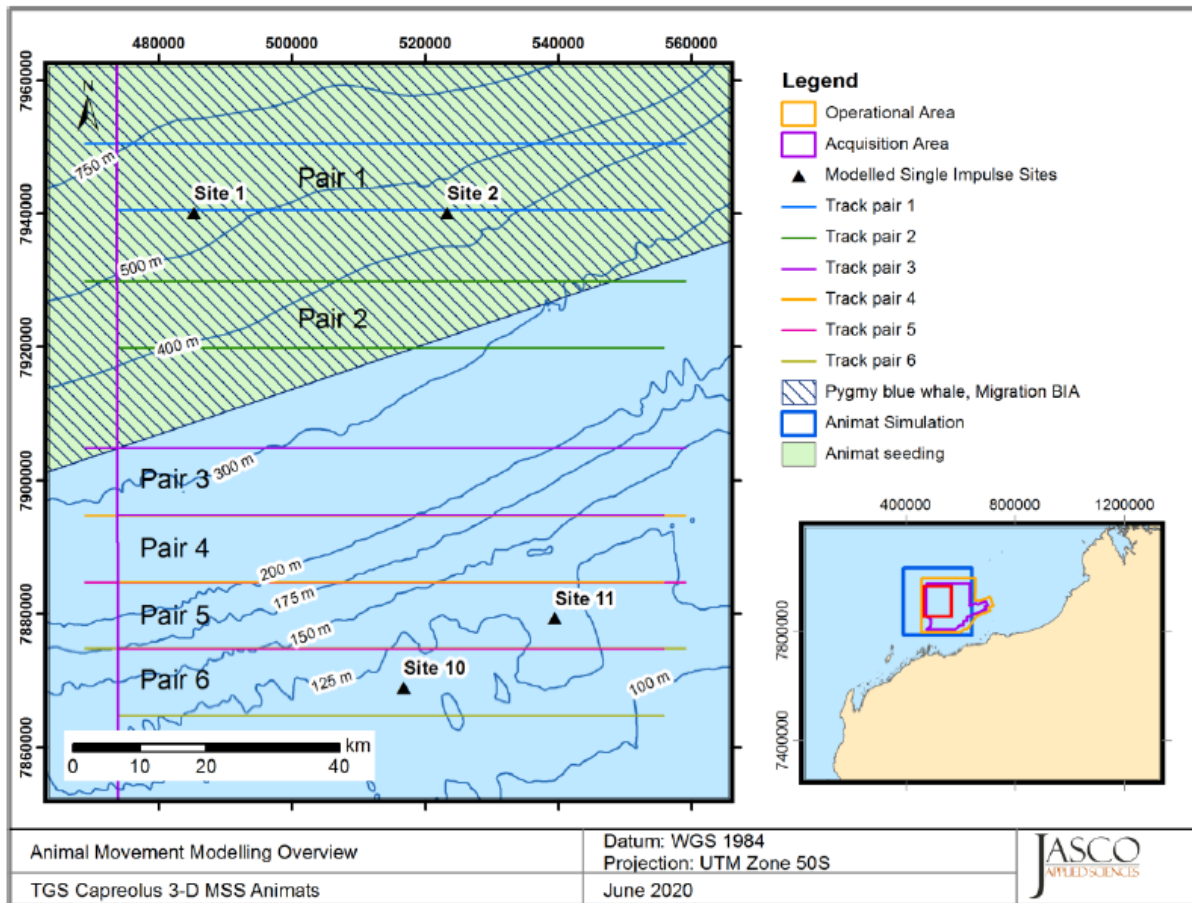 480000 500000 520000 540000 560000
7960000
7940000
7920000
7900000
7880000
7860000
N
750 m
Pair 1
Site 1
Site 2
500 m
Pair 2
400 m
Pair 3
300 m
Pair 4
200 m
175 m
Pair 5
Site 11
150 m
Pair 6
Site 10
125 m
100 m
km
0 10 20 40
Legend
Operational Area
Acquisition Area
Modelled Single Impulse Sites
Track pair 1
Track pair 2
Track pair 3
Track pair 4
Track pair 5
Track pair 6
Pygmy blue whale, Migration BIA
Animat Simulation
Animat seeding
4000000 8000000 12000000
7800000
7400000
Animal Movement Modelling Overview
Datum: WGS 1984
Projection: UTM Zone 50S
TGS Capreolus 3-D MSS Animats
June 2020
JASCO
APPLIED SCIENCES